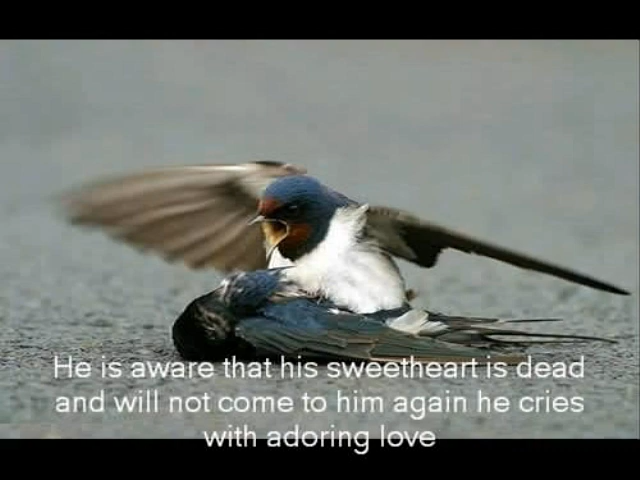 He is aware that his sweetheart is dead
and will not come to him again he cries
with adoring love